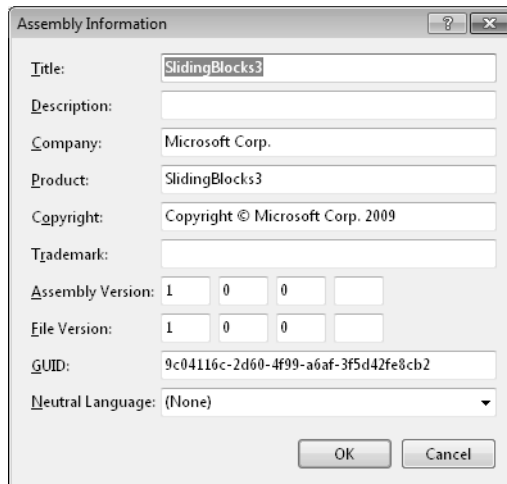 Assembly Information
Title: SlidingBlocks3
Description:
Company: Microsoft Corp.
Product: SlidingBlocks3
Copyright: Copyright © Microsoft Corp. 2009
Trademark:
Assembly Version: 1 0 0
File Version: 1 0 0
GUID: 9c04116c-2d60-4f99-a6af-3f5d42fe8cb2
Neutral Language: (None)
OK Cancel